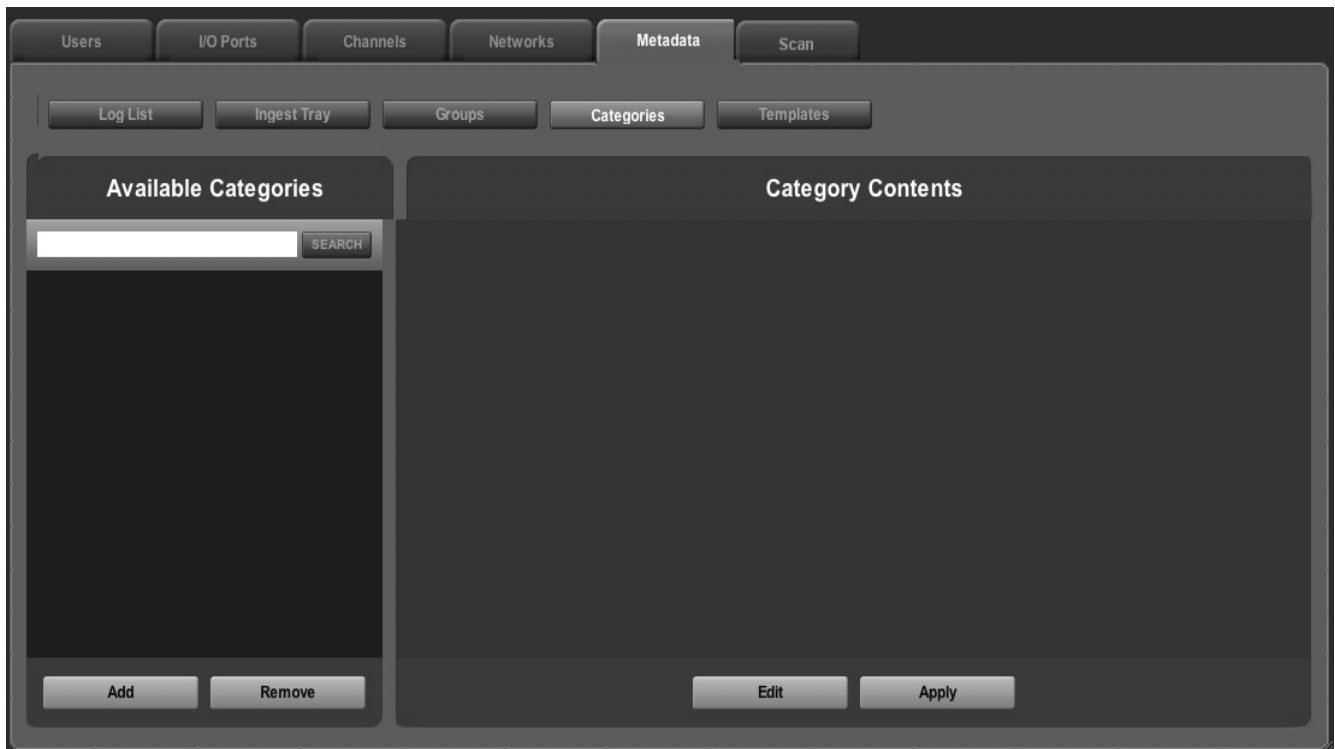 Users I/O Ports Channels Networks Metadata Scan
Log List Ingest Tray Groups Categories Templates
Available Categories Category Contents
SEARCH
Add Remove Edit Apply